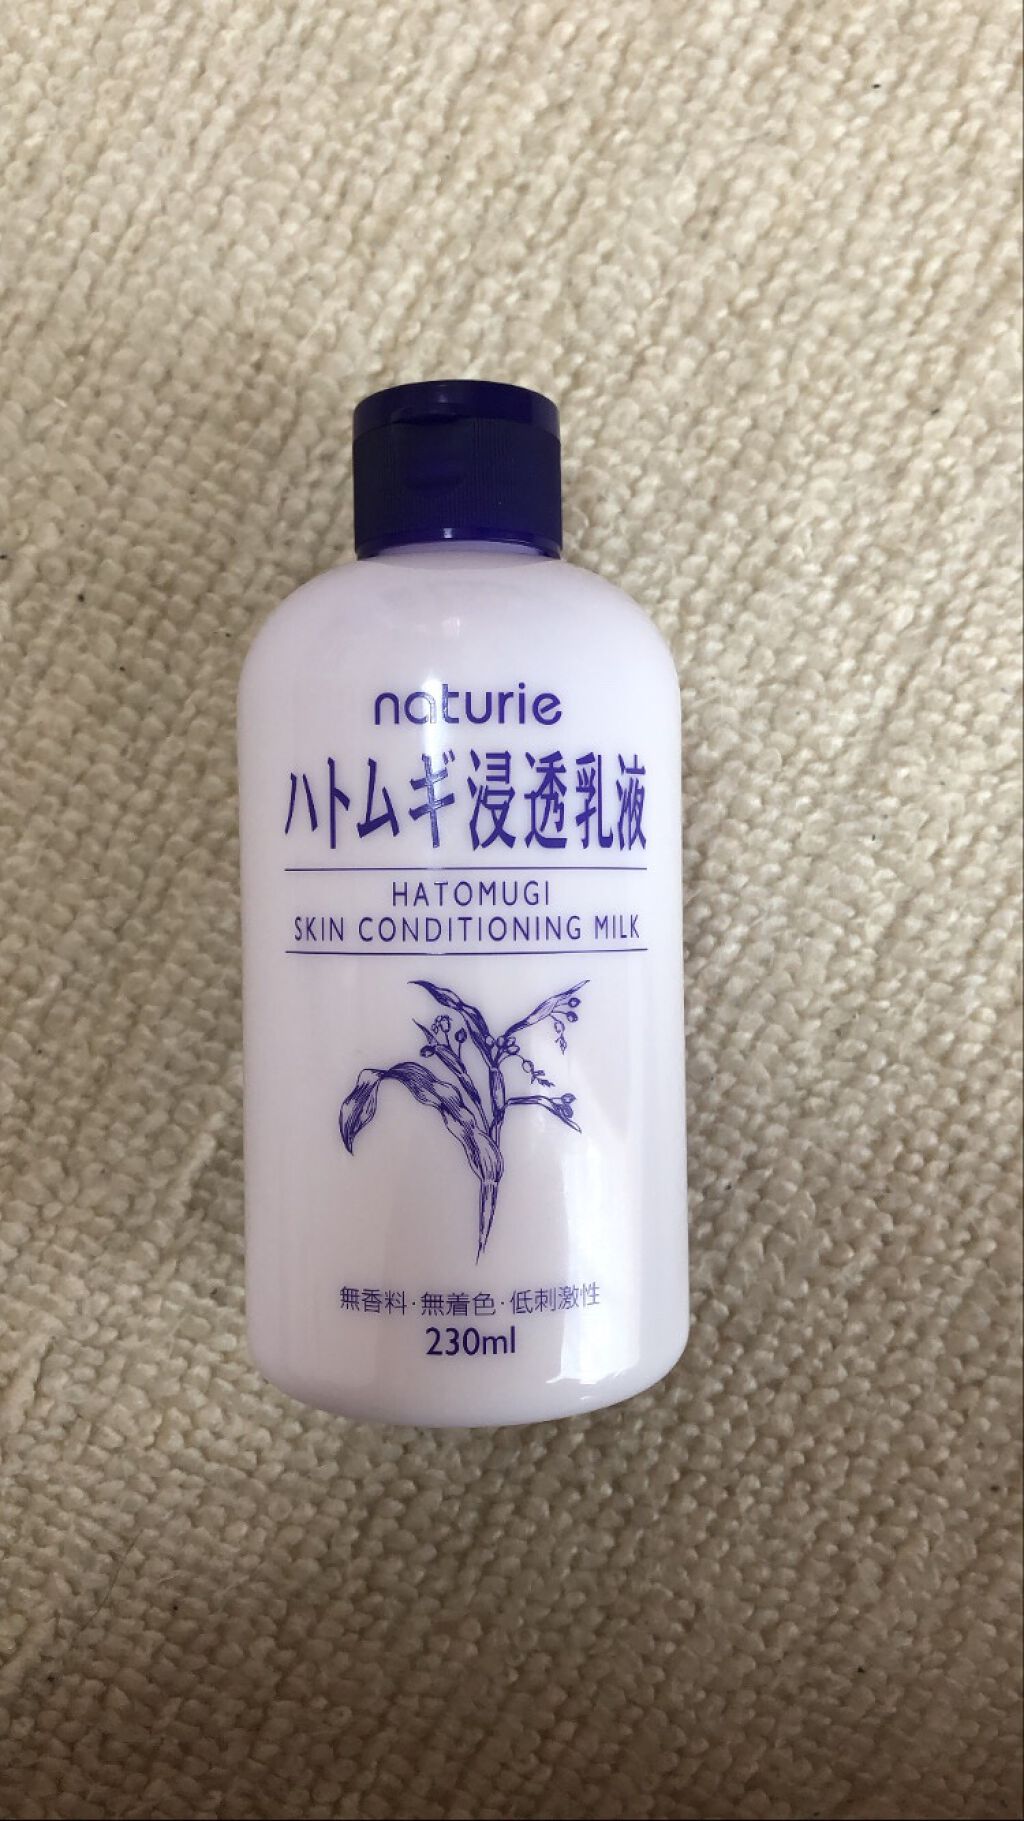 naturie
ハトムギ浸透乳液
HATOMUGI
SKIN CONDITIONING MILK
無香料·無着色·低刺激性
230ml